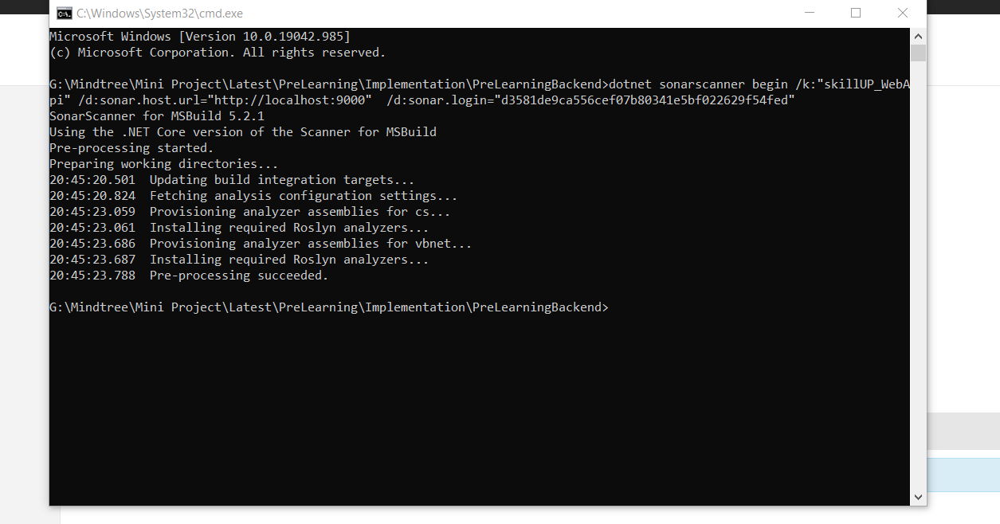 C:\Windows\System32\cmd.exe
Microsoft Windows [Version 10.0.19042.985]
(c) Microsoft Corporation. All rights reserved.
G:\Mindtree\Mini Project\Latest\PreLearning\Implementation\PreLearningBackend>dotnet sonarscanner begin /k:"skillUP_WebA
pi" /d:sonar.host.url="http://localhost:9000"  /d:sonar.login="d3581de9ca556cef07b80341e5bf022629f54fed"
SonarScanner for MSBuild 5.2.1
Using the .NET Core version of the Scanner for MSBuild
Pre-processing started.
Preparing working directories...
20:45:20.501  Updating build integration targets...
20:45:20.824  Fetching analysis configuration settings...
20:45:23.059  Provisioning analyzer assemblies for cs...
20:45:23.061  Installing required Roslyn analyzers...
20:45:23.686  Provisioning analyzer assemblies for vbnet...
20:45:23.687  Installing required Roslyn analyzers...
20:45:23.788  Pre-processing succeeded.
G:\Mindtree\Mini Project\Latest\PreLearning\Implementation\PreLearningBackend>